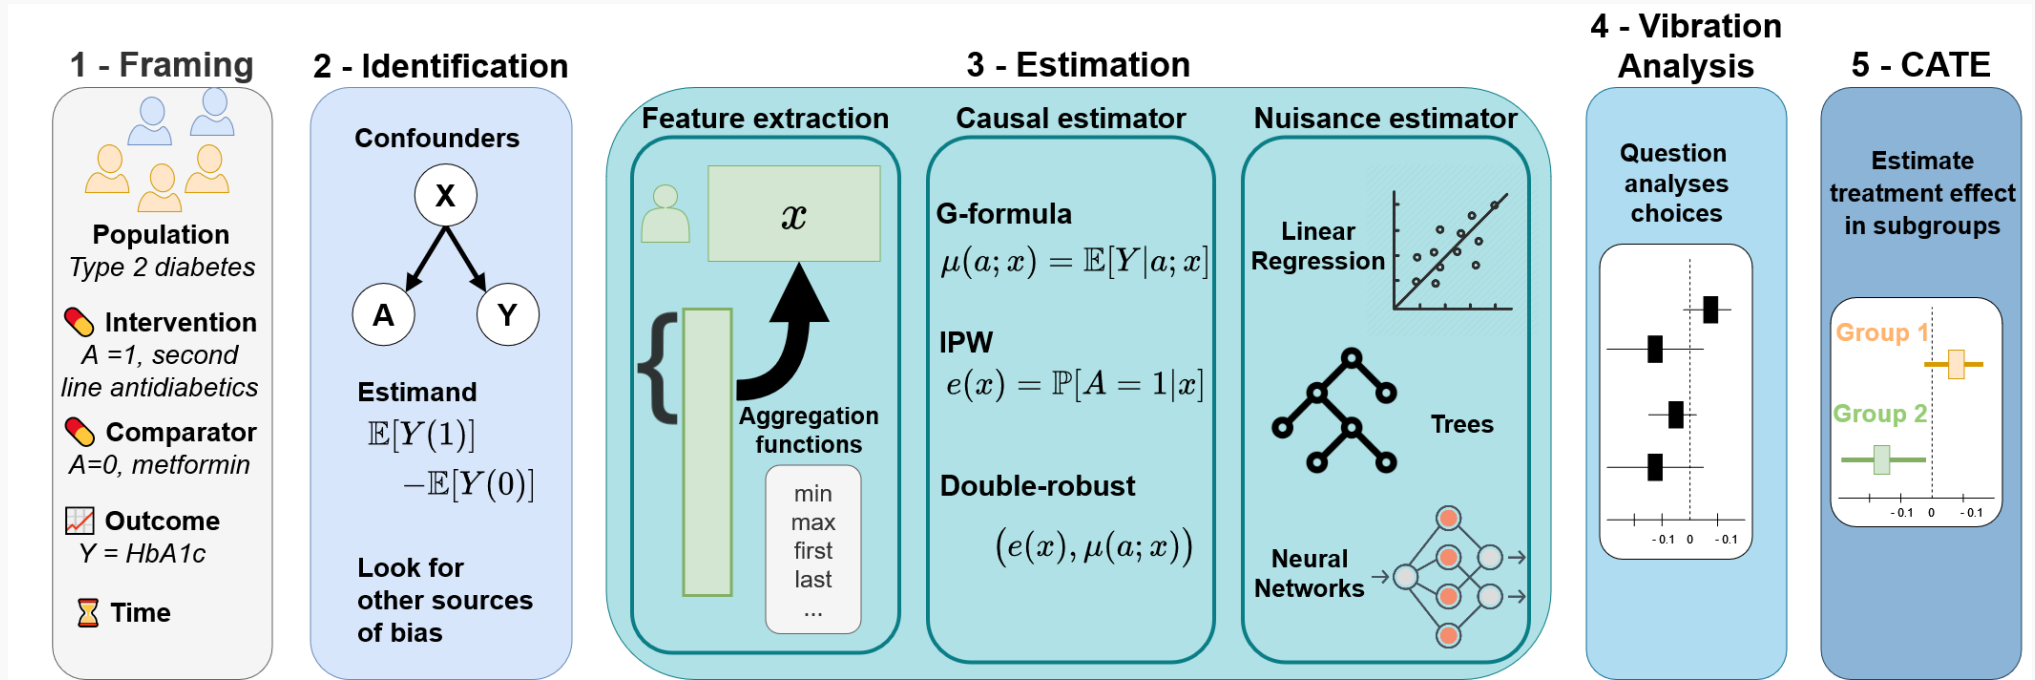 1 - Framing
Population
Type 2 diabetes
Intervention
A =1, second
line antidiabetics
Comparator
A=0, metformin
Outcome
Y = HbA1c
Time
2 - Identification
Confounders
X
A
Y
Estimand
𝔼[Y(1)]
−𝔼[Y(0)]
Look for
other sources
of bias
3 - Estimation
Feature extraction
x
{
Aggregation
functions
min
max
first
last
...
Causal estimator
G-formula
μ(a; x) = 𝔼[Y|a; x]
IPW
e(x) = ℙ[A = 1|x]
Double-robust
(e(x), μ(a; x))
Nuisance estimator
Linear
Regression
Trees
Neural
Networks
4 - Vibration
Analysis
Question
analyses
choices
- 0.1 0 - 0.1
5 - CATE
Estimate
treatment effect
in subgroups
Group 1
Group 2
- 0.1 0 - 0.1